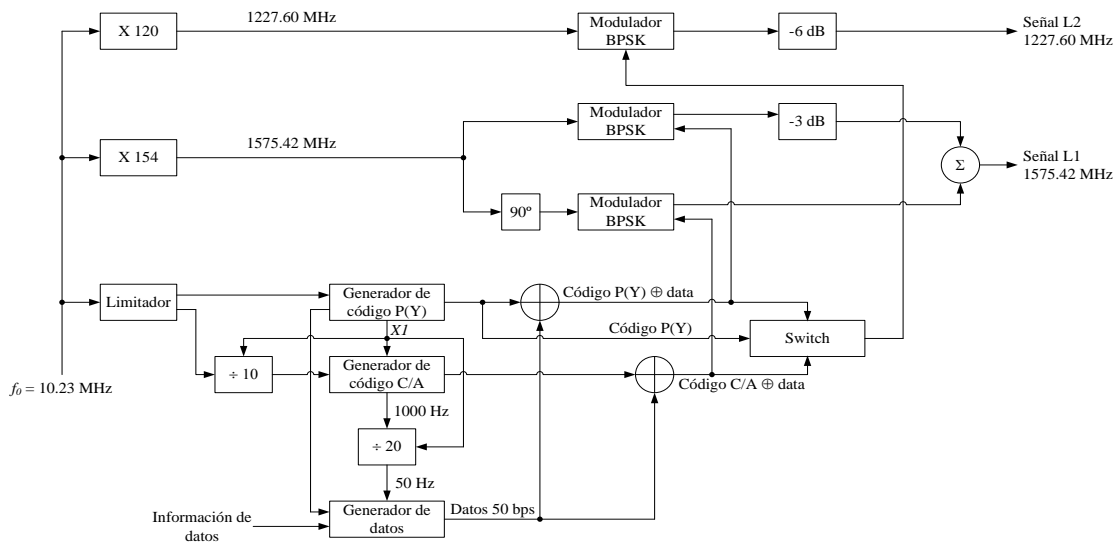 1227.60 MHz
X 120
Modulador
BPSK
-6 dB
Señal L2
1227.60 MHz
1575.42 MHz
X 154
Modulador
BPSK
-3 dB
Σ
Señal L1
1575.42 MHz
90º
Modulador
BPSK
Limitador
Generador de
código P(Y)
Código P(Y) ⊕ data
X1
Código P(Y)
Switch
÷ 10
Generador de
código C/A
Código C/A ⊕ data
f0 = 10.23 MHz
1000 Hz
÷ 20
50 Hz
Generador de
datos
Datos 50 bps
Información de
datos